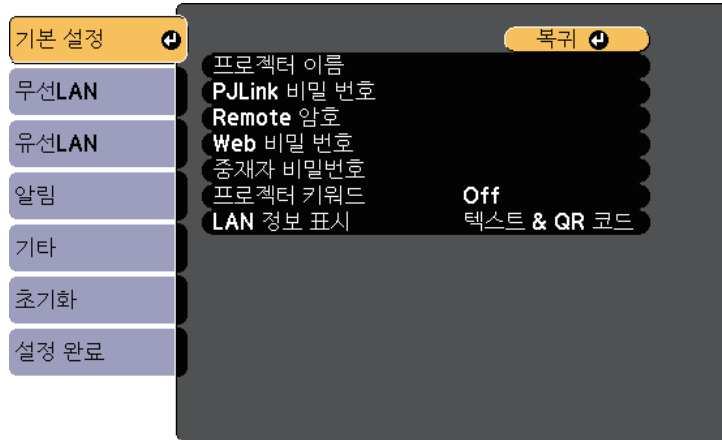 기본 설정
무선LAN
유선LAN
알림
기타
초기화
설정 완료
복귀
프로젝터 이름
PJLink 비밀 번호
Remote 암호
Web 비밀 번호
중재자 비밀번호
프로젝터 키워드 Off
LAN 정보 표시 텍스트 & QR 코드